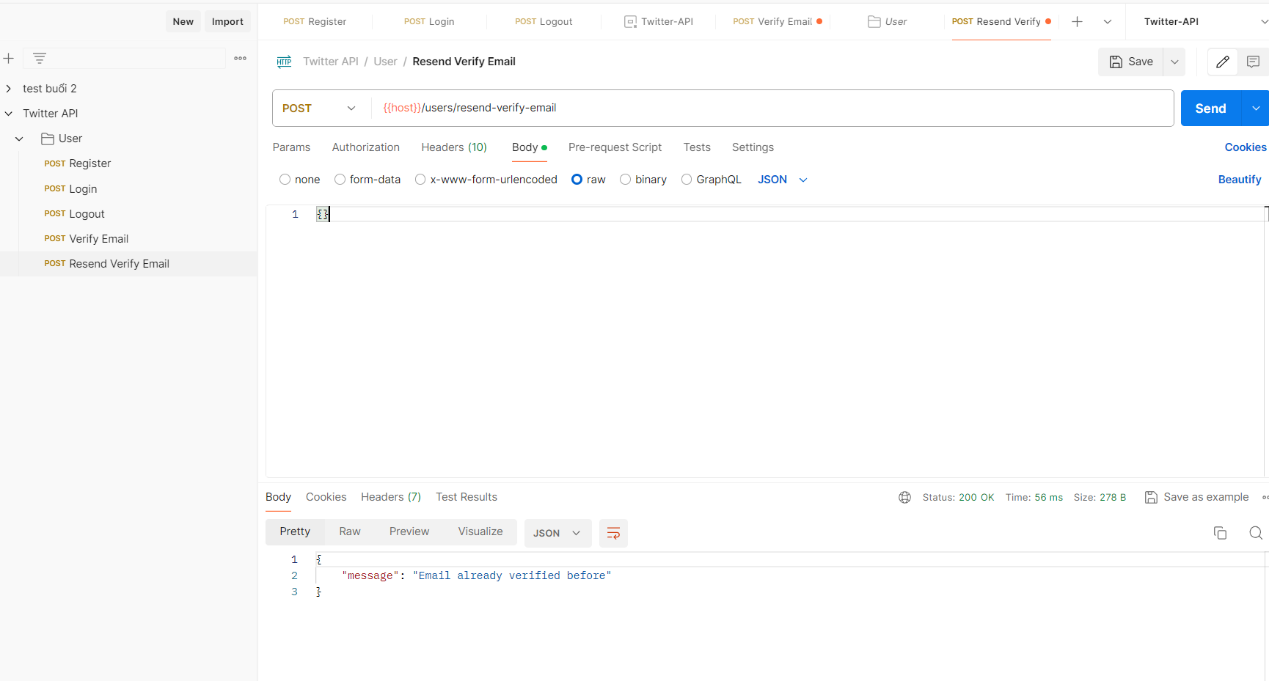 New Import
POST Register POST Login POST Logout Twitter-API POST Verify Email User POST Resend Verify Twitter-API
Twitter API / User / Resend Verify Email Save
test buổi 2
Twitter API
User
POST Register
POST Login
POST Logout
POST Verify Email
POST Resend Verify Email
POST {{host}}/users/resend-verify-email Send
Params Authorization Headers (10) Body Pre-request Script Tests Settings Cookies
none form-data x-www-form-urlencoded raw binary GraphQL JSON Beautify
1 {}
Body Cookies Headers (7) Test Results Status: 200 OK Time: 56 ms Size: 278 B Save as example
Pretty Raw Preview Visualize JSON
1 {
2 "message": "Email already verified before"
3 }